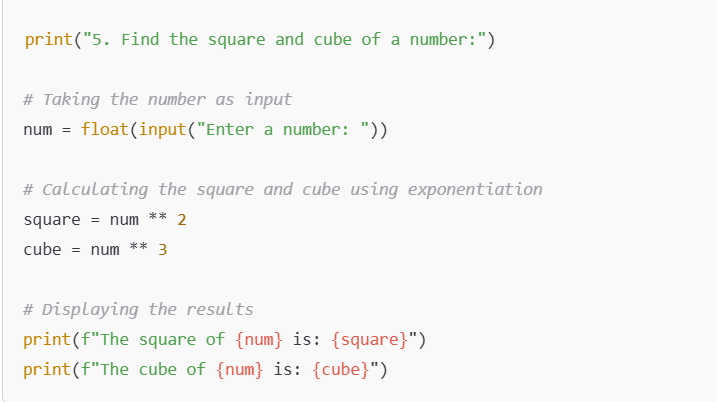 print("5. Find the square and cube of a number:")
# Taking the number as input
num = float(input("Enter a number: "))
# Calculating the square and cube using exponentiation
square = num ** 2
cube = num ** 3
# Displaying the results
print(f"The square of {num} is: {square}")
print(f"The cube of {num} is: {cube}")